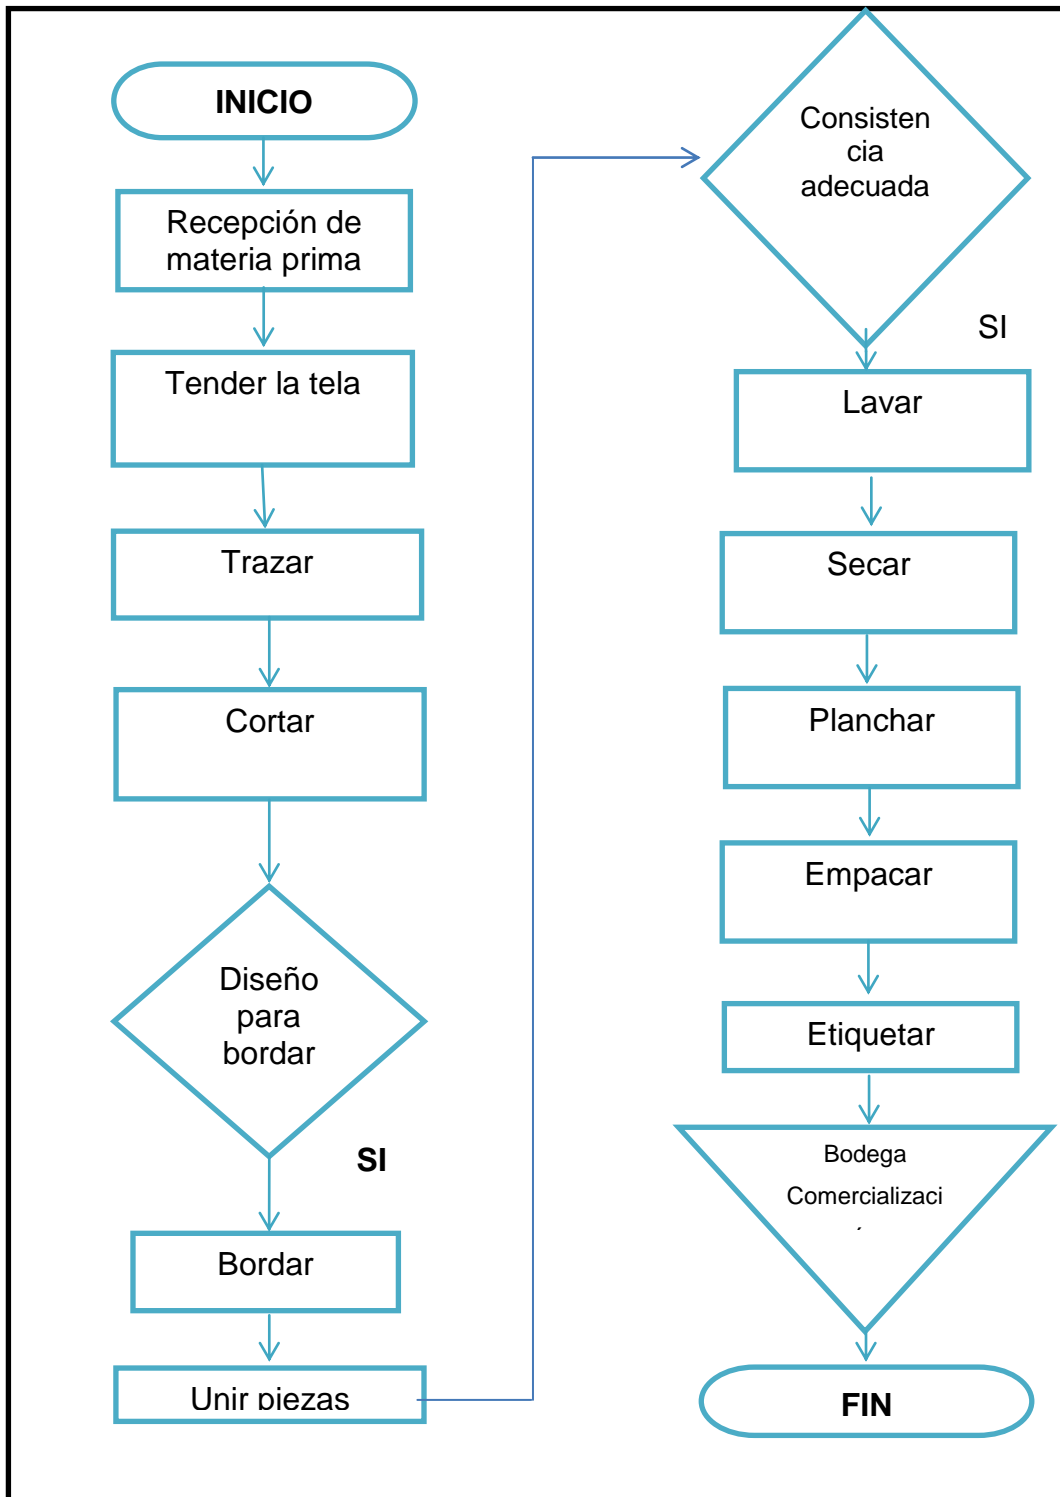 INICIO
Recepción de
materia prima
Tender la tela
Trazar
Cortar
Diseño
para
bordar
SI
Bordar
Unir piezas
Consisten
cia
adecuada
SI
Lavar
Secar
Planchar
Empacar
Etiquetar
Bodega
Comercializaci
FIN